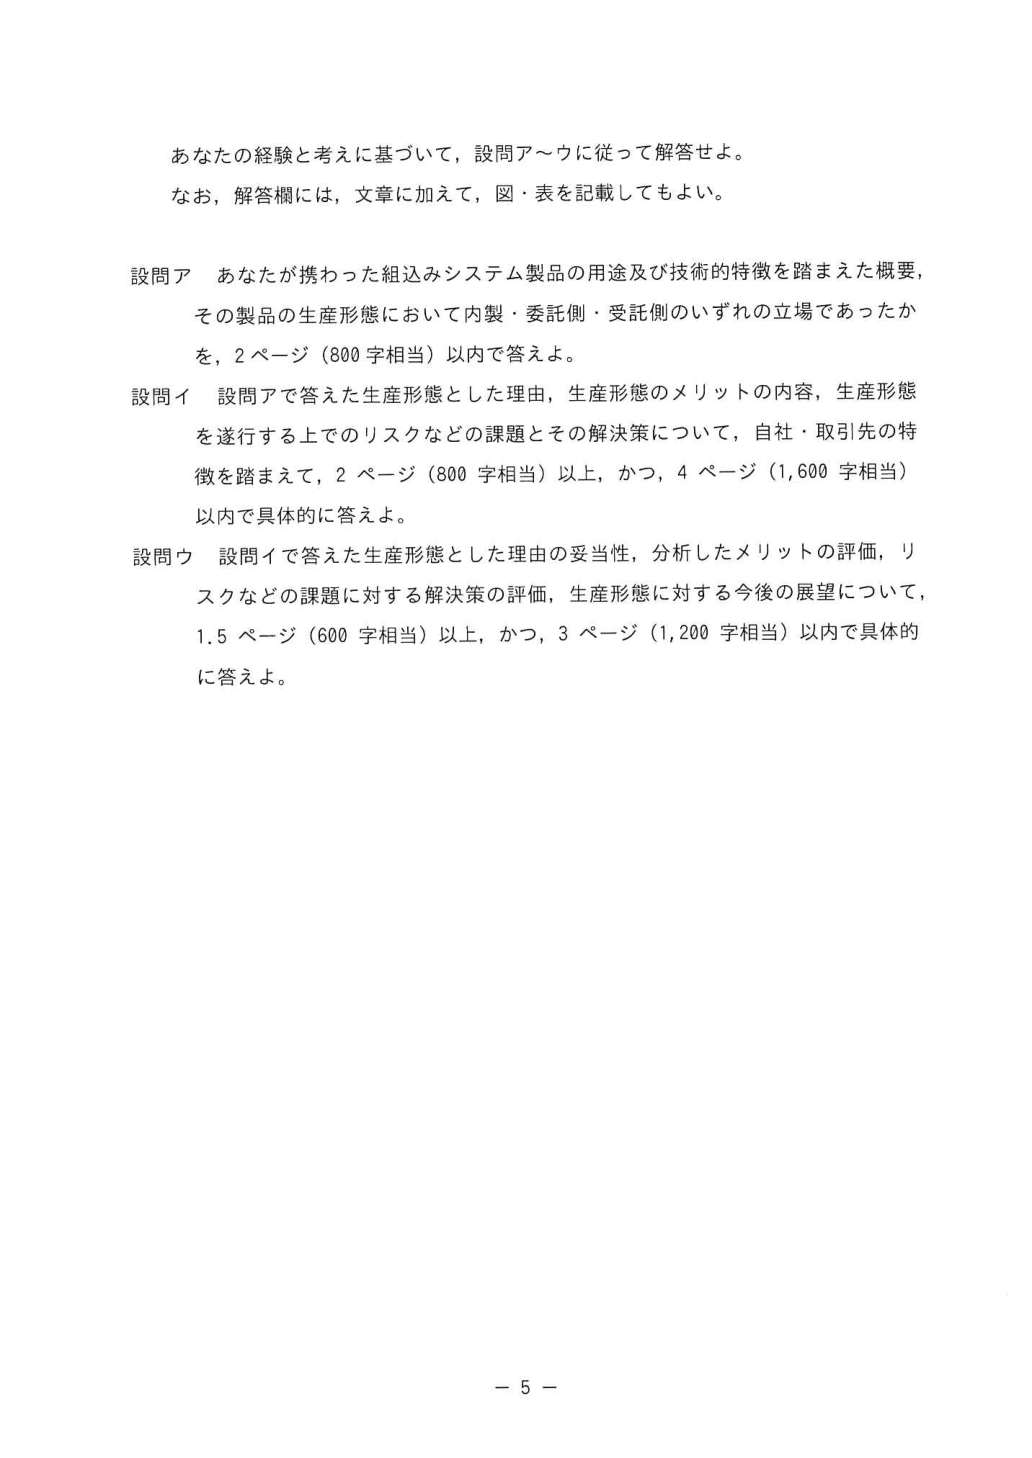 あなたの経験と考えに基づいて，設問ア～ウに従って解答せよ。
なお，解答欄には，文章に加えて，図・表を記載してもよい。
設問ア　あなたが携わった組込みシステム製品の用途及び技術的特徴を踏まえた概要，
その製品の生産形態において内製・委託側・受託側のいずれの立場であったか
を，2ページ（800字相当）以内で答えよ。
設問イ　設問アで答えた生産形態とした理由，生産形態のメリットの内容，生産形態
を遂行する上でのリスクなどの課題とその解決策について，自社・取引先の特
徴を踏まえて，2 ページ（800 字相当）以上，かつ，4 ページ（1,600 字相当）
以内で具体的に答えよ。
設問ウ　設問イで答えた生産形態とした理由の妥当性，分析したメリットの評価，リ
スクなどの課題に対する解決策の評価，生産形態に対する今後の展望について，
1.5 ページ（600 字相当）以上，かつ，3 ページ（1,200 字相当）以内で具体的
に答えよ。
－ 5 －